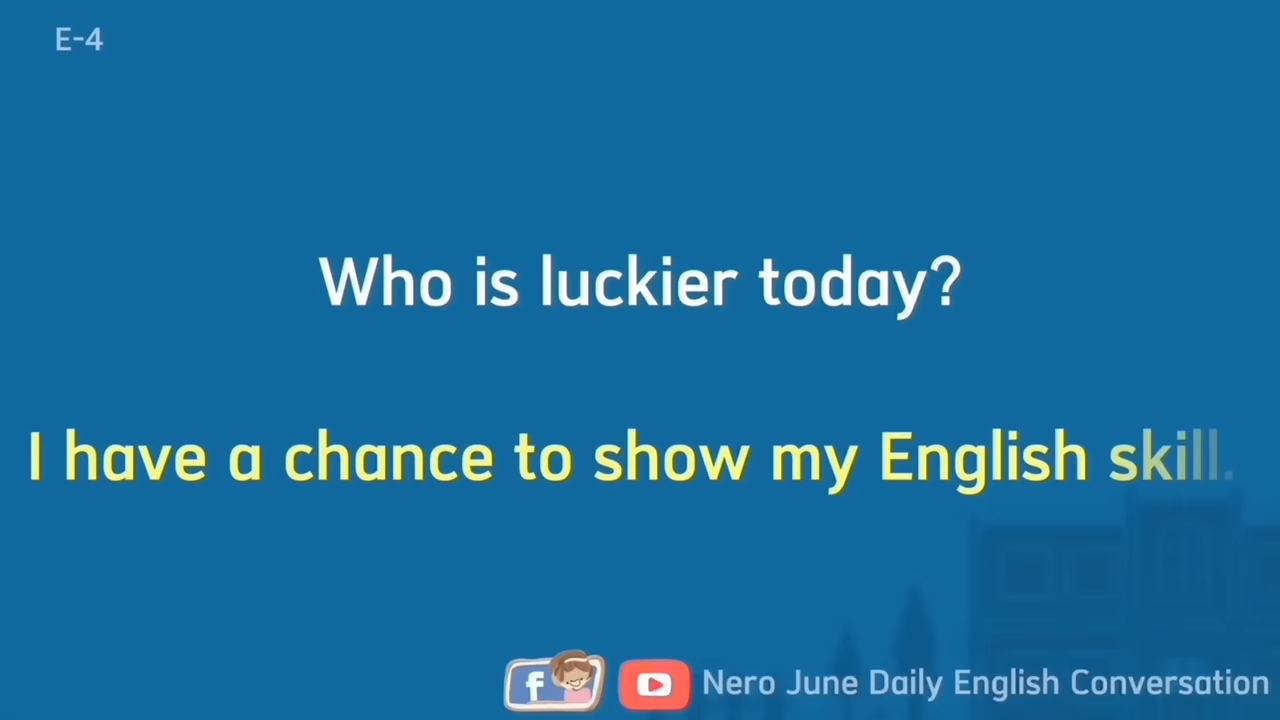 E-4
Who is luckier today?
I have a chance to show my English skill.
f
Nero June Daily English Conversation